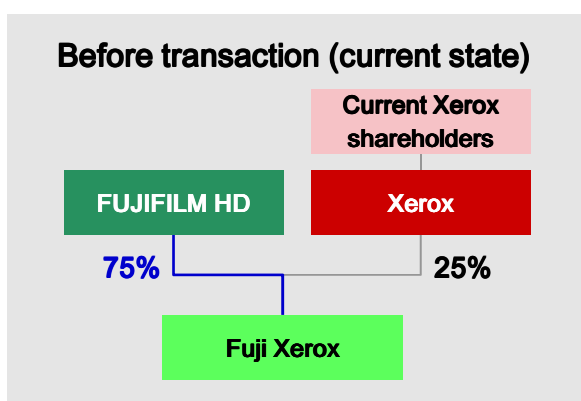 Before transaction (current state)
Current Xerox
shareholders
FUJIFILM HD
Xerox
75%
25%
Fuji Xerox